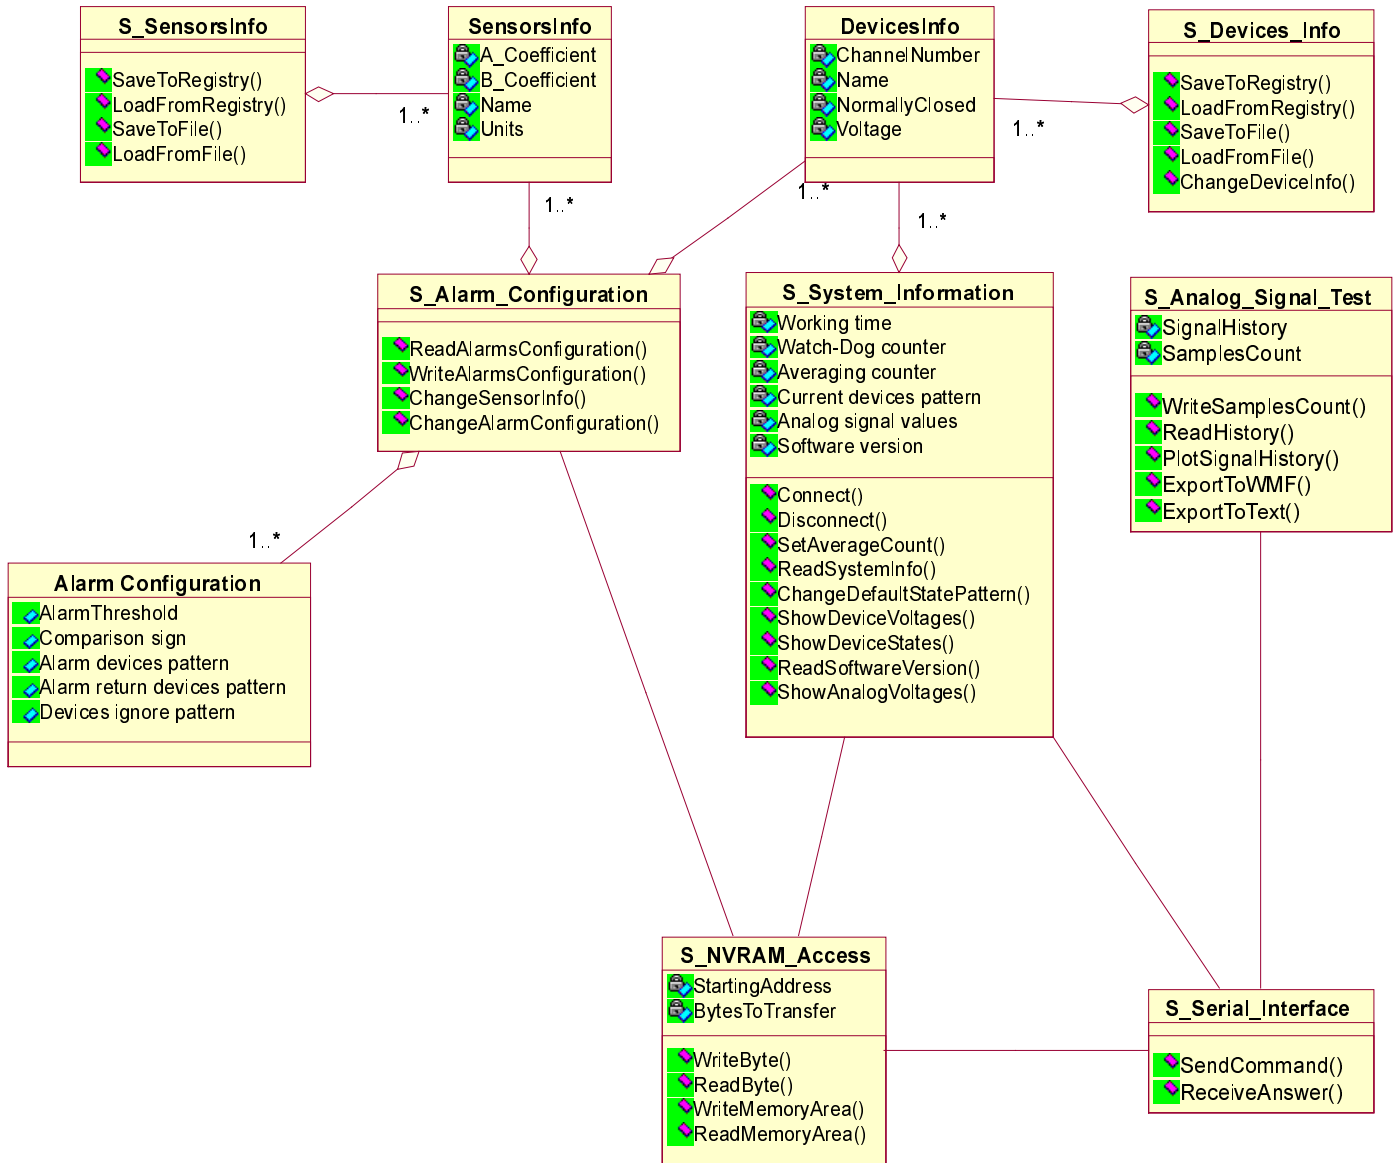 S_SensorsInfo
SaveToRegistry()
LoadFromRegistry()
SaveToFile()
LoadFromFile()
1..*
SensorsInfo
A_Coefficient
B_Coefficient
Name
Units
1..*
DevicesInfo
ChannelNumber
Name
NormallyClosed
Voltage
1..*
1..*
1..*
S_Devices_Info
SaveToRegistry()
LoadFromRegistry()
SaveToFile()
LoadFromFile()
ChangeDeviceInfo()
S_Alarm_Configuration
ReadAlarmsConfiguration()
WriteAlarmsConfiguration()
ChangeSensorInfo()
ChangeAlarmConfiguration()
1..*
S_System_Information
Working time
Watch-Dog counter
Averaging counter
Current devices pattern
Analog signal values
Software version
Connect()
Disconnect()
SetAverageCount()
ReadSystemInfo()
ChangeDefaultStatePattern()
ShowDeviceVoltages()
ShowDeviceStates()
ReadSoftwareVersion()
ShowAnalogVoltages()
S_Analog_Signal_Test
SignalHistory
SamplesCount
WriteSamplesCount()
ReadHistory()
PlotSignalHistory()
ExportToWMF()
ExportToText()
Alarm Configuration
AlarmThreshold
Comparison sign
Alarm devices pattern
Alarm return devices pattern
Devices ignore pattern
S_NVRAM_Access
StartingAddress
BytesToTransfer
WriteByte()
ReadByte()
WriteMemoryArea()
ReadMemoryArea()
S_Serial_Interface
SendCommand()
ReceiveAnswer()